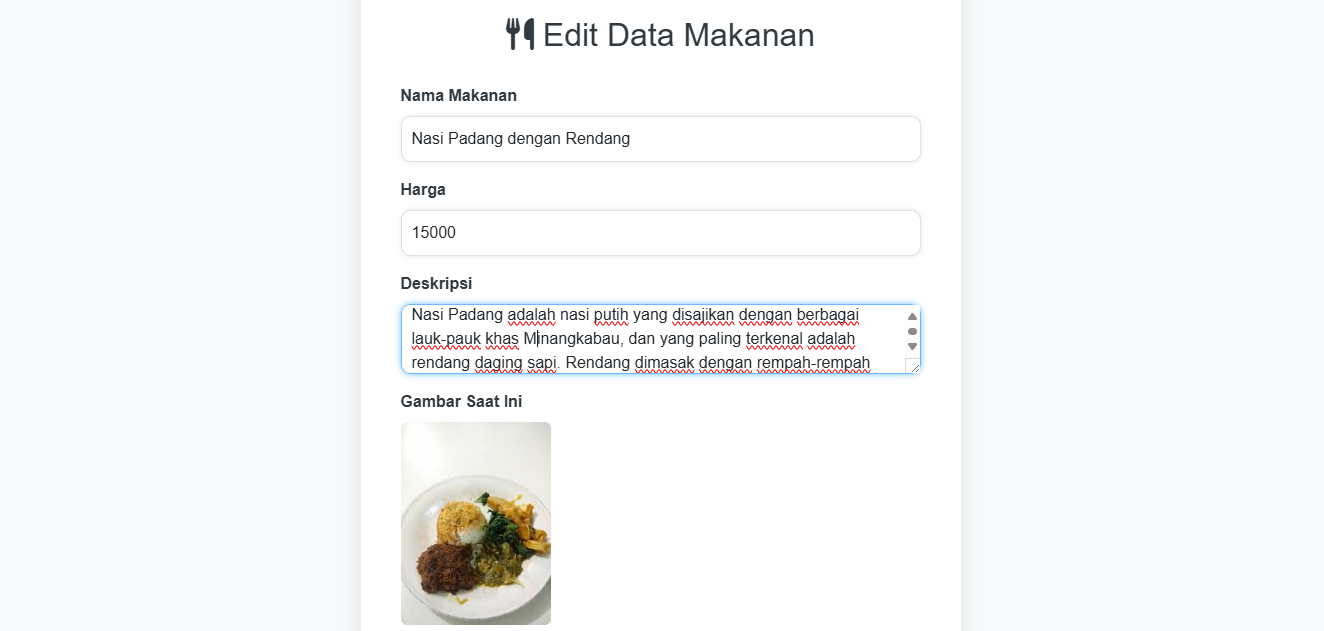 Edit Data Makanan
Nama Makanan
Nasi Padang dengan Rendang
Harga
15000
Deskripsi
Nasi Padang adalah nasi putih yang disajikan dengan berbagai
lauk-pauk khas Minangkabau, dan yang paling terkenal adalah
rendang daging sapi. Rendang dimasak dengan rempah-rempah
Gambar Saat Ini